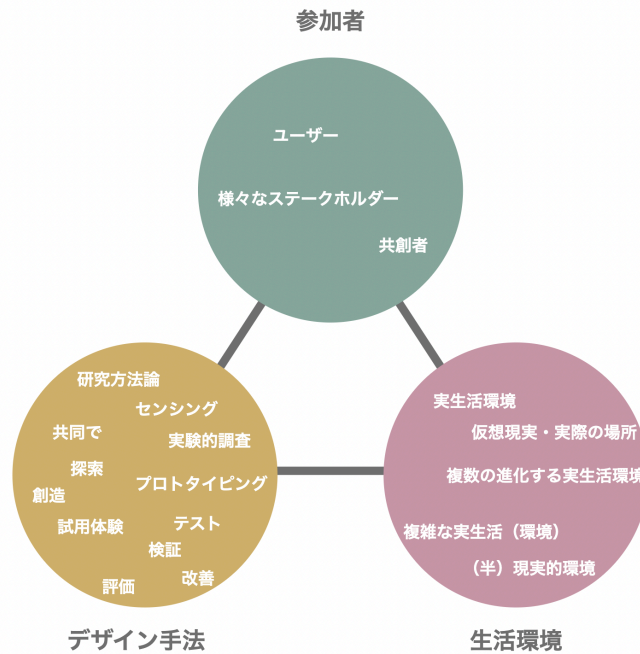 参加者
ユーザー
様々なステークホルダー
共創者
研究方法論
センシング
共同で
実験的調査
探索
プロトタイピング
創造
試用体験
テスト
検証
改善
評価
デザイン手法
実生活環境
仮想現実・実際の場所
複数の進化する実生活環境
複雑な実生活（環境）
（半）現実的環境
生活環境